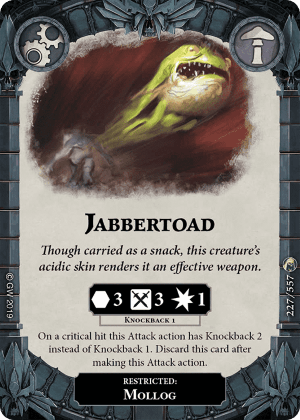 JABBERTOAD
Though carried as a snack, this creature's
acidic skin renders it an effective weapon.
3 3 1
KNOCKBACK 1
On a critical hit this Attack action has Knockback 2
instead of Knockback 1. Discard this card after
making this Attack action.
RESTRICTED:
MOLLOG
© GW 2019
227/557